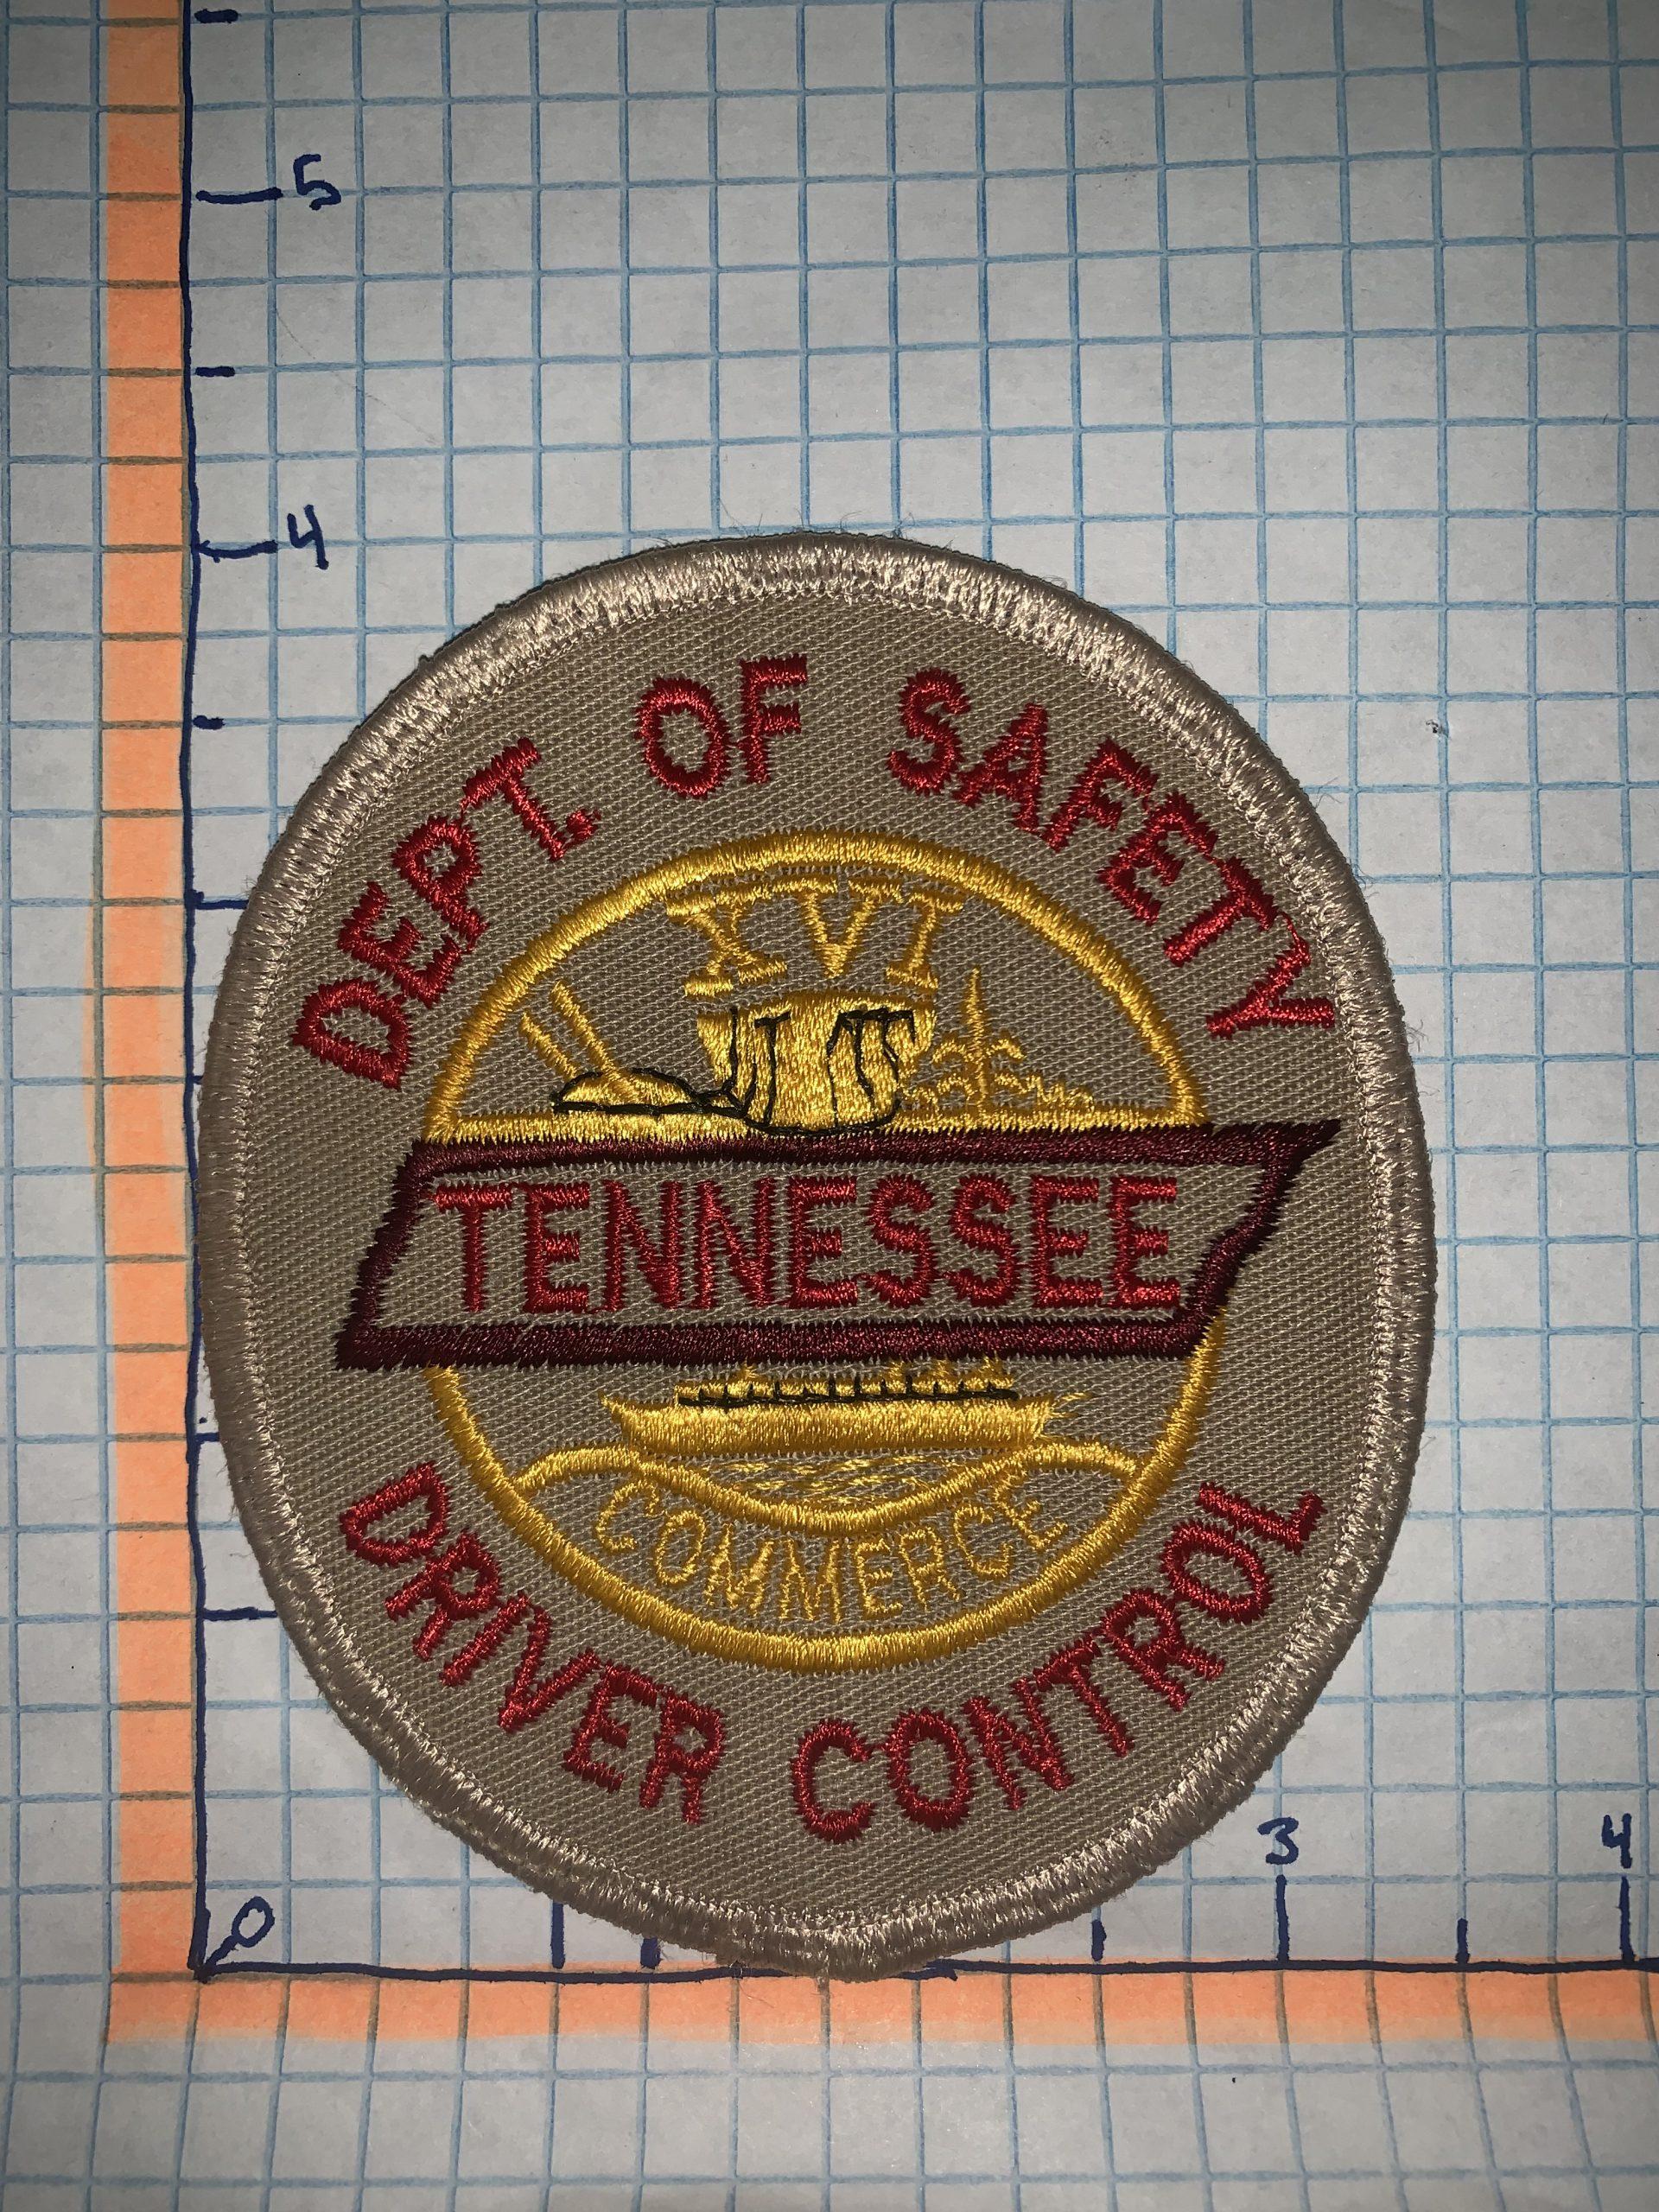 5
4
DEPT. OF SAFETY
XVI
TENNESSEE
COMMERCE
DRIVER CONTROL
3
4
0